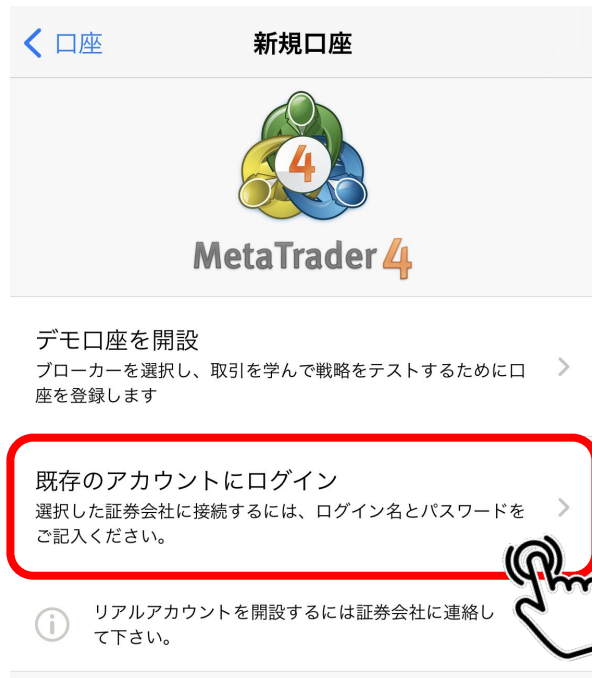 口座
新規口座
4
MetaTrader 4
デモ口座を開設
ブローカーを選択し、取引を学んで戦略をテストするために口
座を登録します
既存のアカウントにログイン
選択した証券会社に接続するには、ログイン名とパスワードを
ご記入ください。
リアルアカウントを開設するには証券会社に連絡し
て下さい。